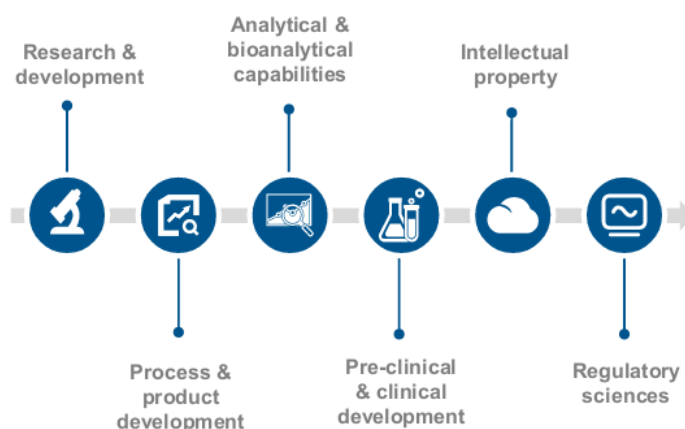 Research &
development
Analytical &
bioanalytical
capabilities
Intellectual
property
Process &
product
development
Pre-clinical
& clinical
development
Regulatory
sciences